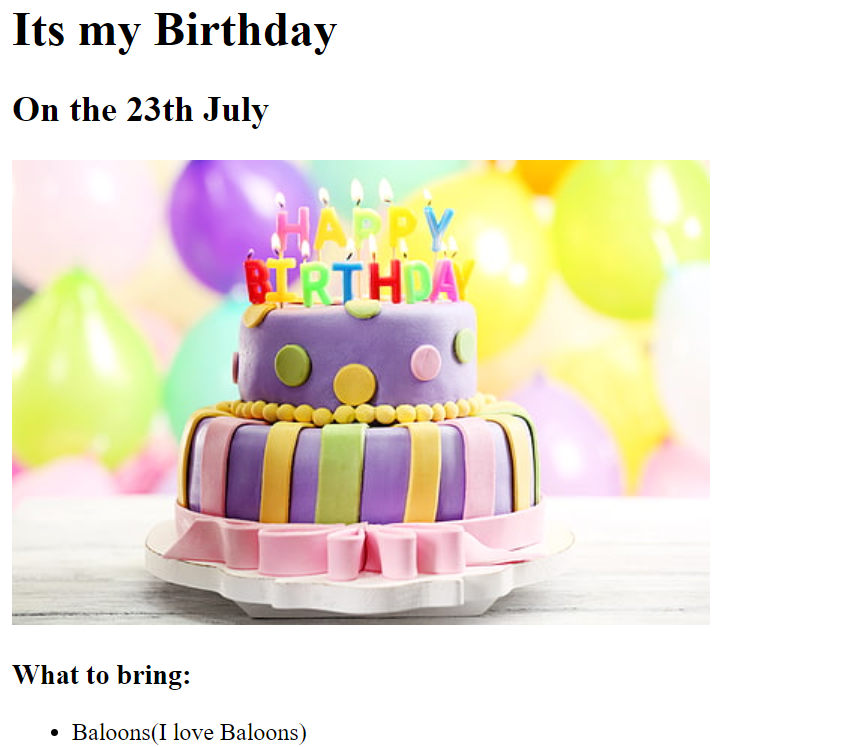 Its my Birthday
On the 23th July
HAPPY
BIRTHDAY
What to bring:
Baloons(I love Baloons)